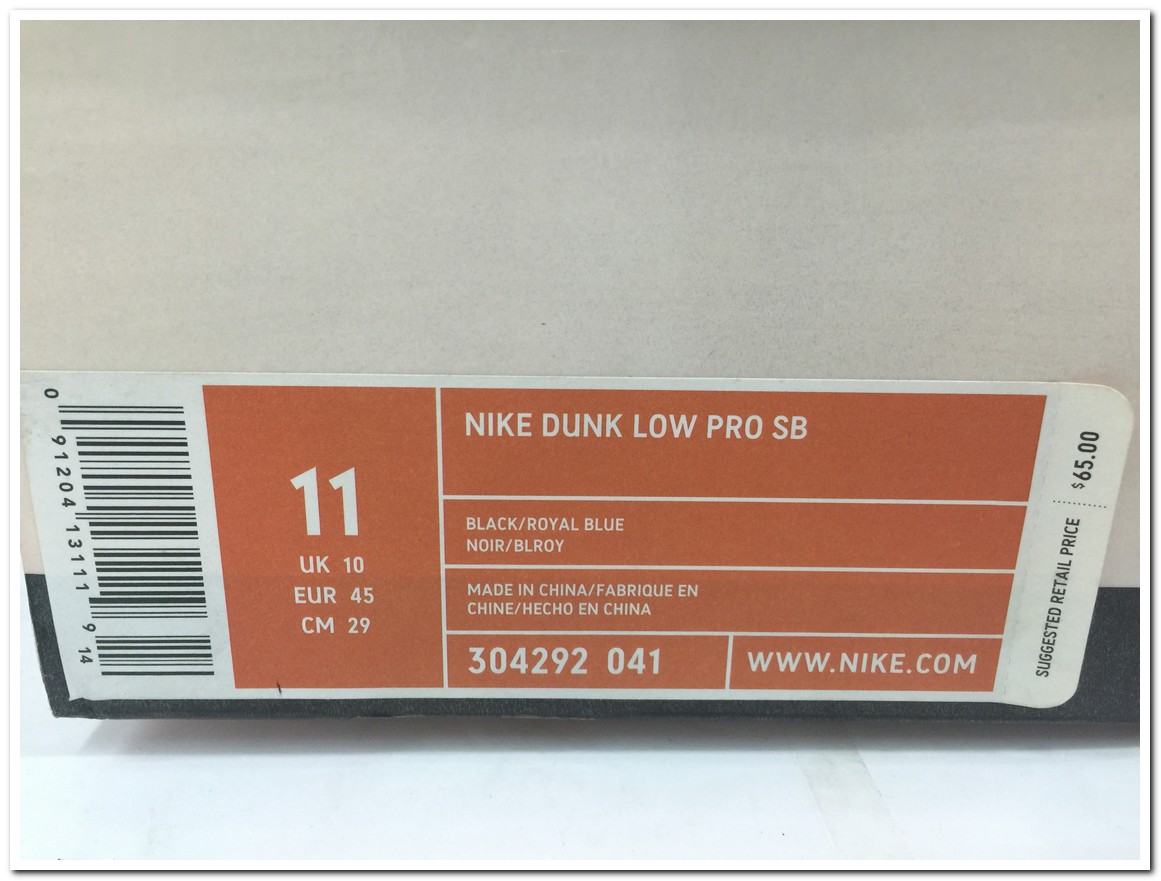 0
91204 13111 9 14
11
UK 10
EUR 45
CM 29
NIKE DUNK LOW PRO SB
BLACK/ROYAL BLUE
NOIR/BLROY
MADE IN CHINA/FABRIQUE EN
CHINE/HECHO EN CHINA
304292 041
WWW.NIKE.COM
SUGGESTED RETAIL PRICE $65.00